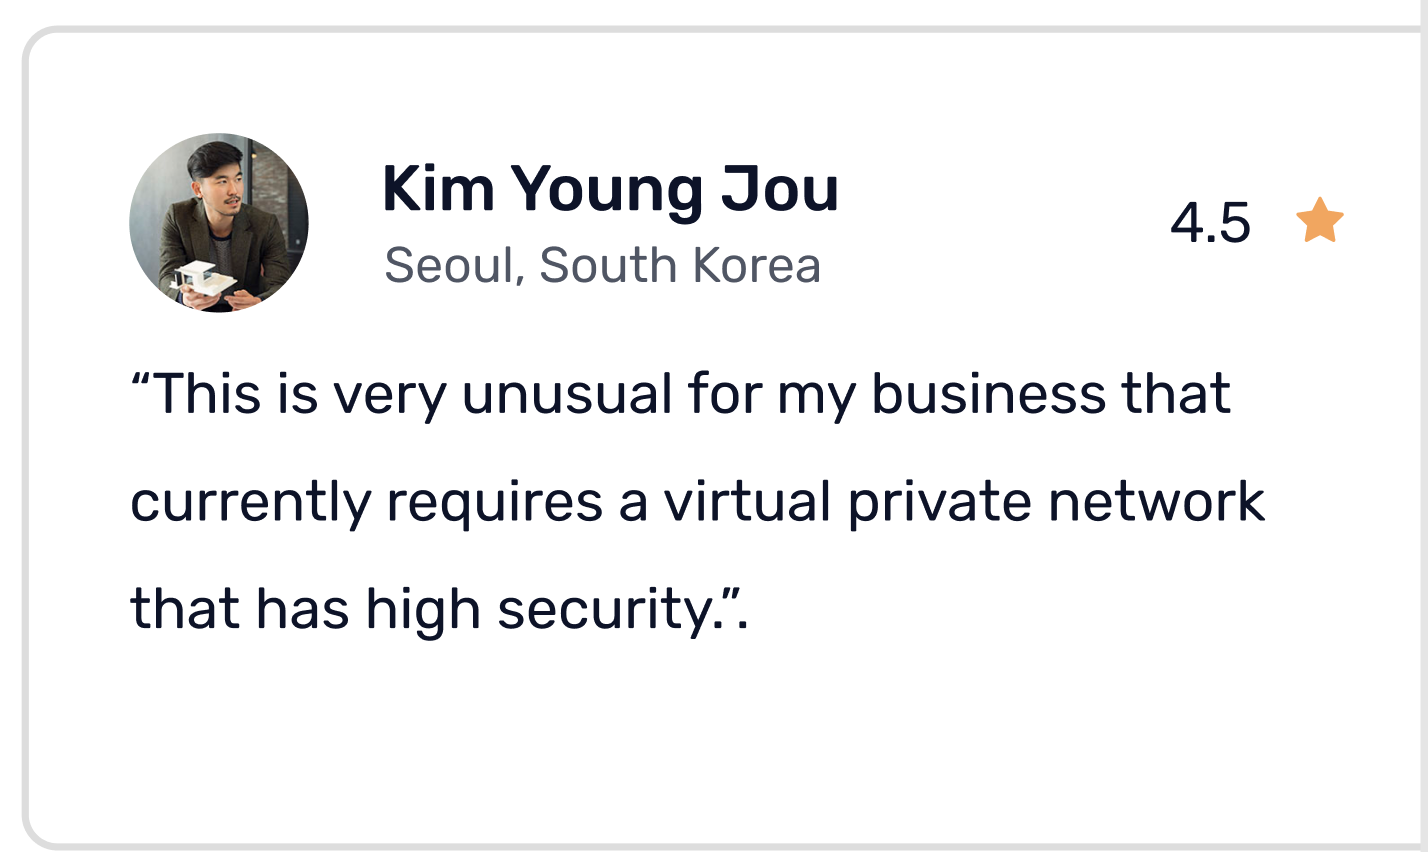 Kim Young Jou
Seoul, South Korea
4.5
“This is very unusual for my business that
currently requires a virtual private network
that has high security.”.